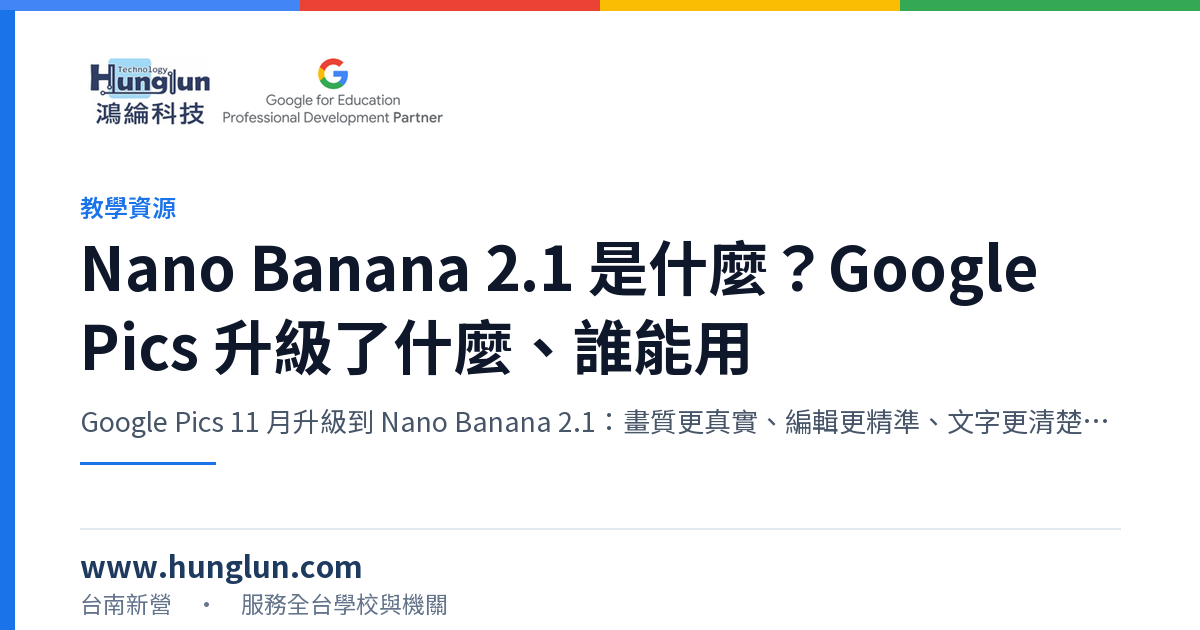 Technology
Hunglun
鴻綸科技
Google for Education
Professional Development Partner
教學資源
Nano Banana 2.1 是什麼？Google
Pics 升級了什麼、誰能用
Google Pics 11 月升級到 Nano Banana 2.1：畫質更真實、編輯更精準、文字更清楚…
www.hunglun.com
台南新營 • 服務全台學校與機關